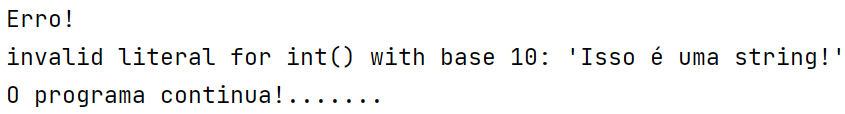 Erro!
invalid literal for int() with base 10: 'Isso é uma string!'
O programa continua!.......